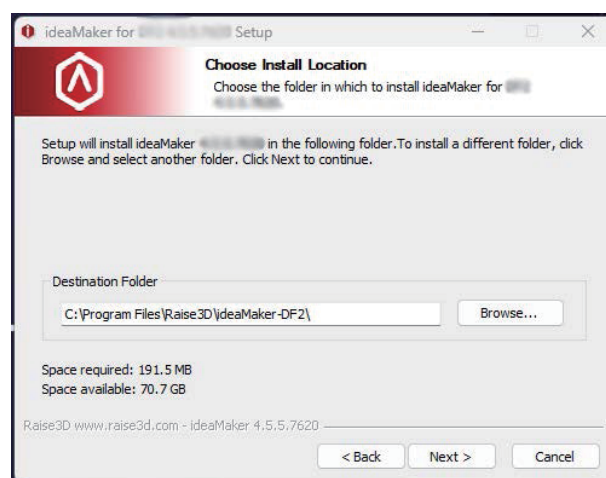 ideaMaker for Setup
Choose Install Location
Choose the folder in which to install ideaMaker for
Setup will install ideaMaker in the following folder.To install a different folder, click
Browse and select another folder. Click Next to continue.
Destination Folder
C:\Program Files\Raise3D\ideaMaker-DF2\
Browse...
Space required: 191.5 MB
Space available: 70.7 GB
Raise3D www.raise3d.com - ideaMaker 4.5.5.7620
< Back Next > Cancel